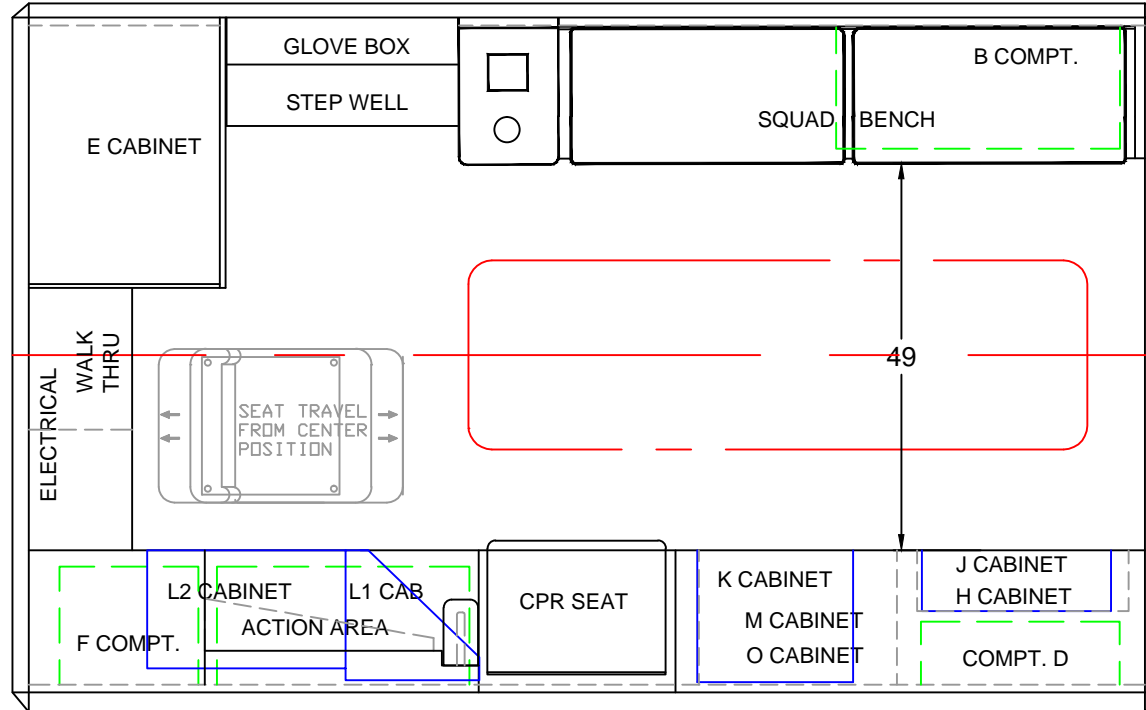 GLOVE BOX
B COMPT.
STEP WELL
SQUAD BENCH
E CABINET
WALK
THRU
ELECTRICAL
49
SEAT TRAVEL
FROM CENTER
POSITION
L2 CABINET
L1 CAB
ACTION AREA
F COMPT.
CPR SEAT
K CABINET
M CABINET
O CABINET
J CABINET
H CABINET
COMPT. D